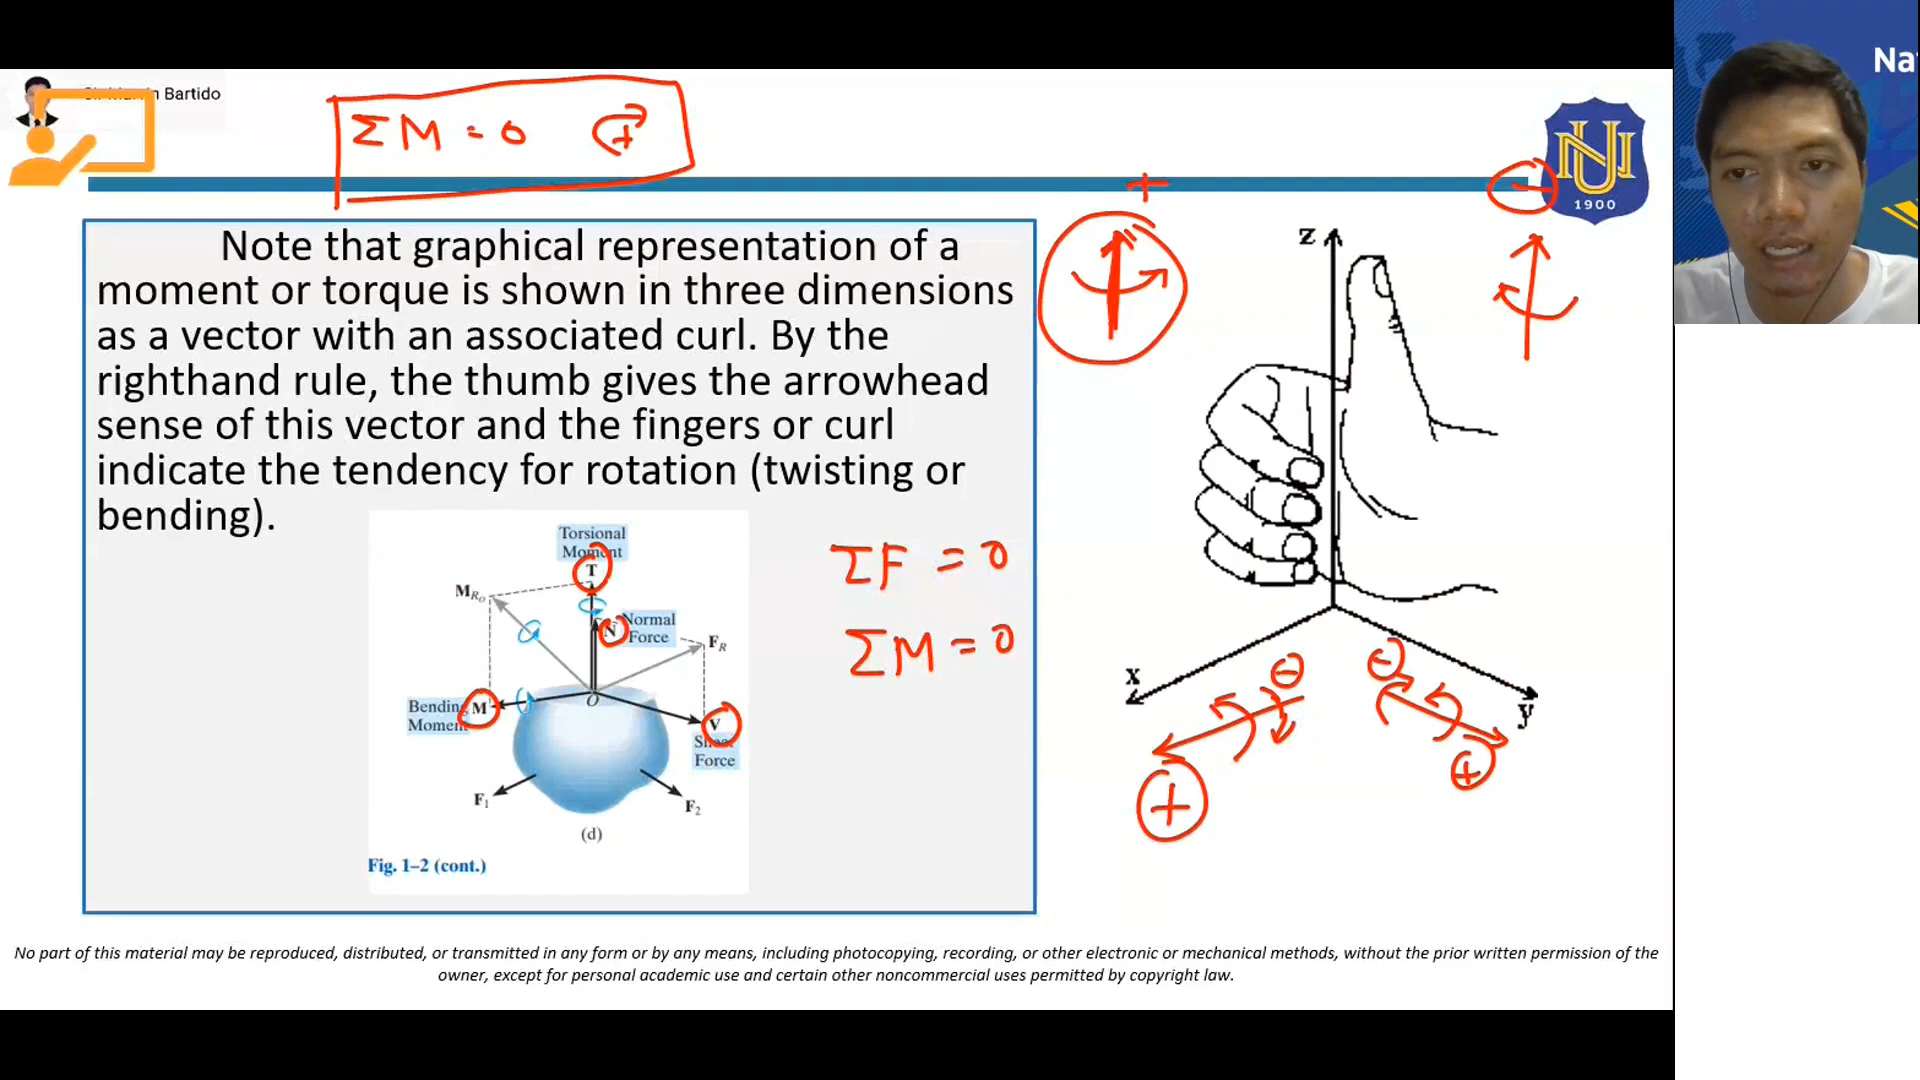 Bartido
ΣM = 0 +
Na
+
−
NU
1900
Note that graphical representation of a
moment or torque is shown in three dimensions
as a vector with an associated curl. By the
righthand rule, the thumb gives the arrowhead
sense of this vector and the fingers or curl
indicate the tendency for rotation (twisting or
bending).
Torsional
Moment
T
M_{R_O}
N
Normal
Force
F_R
Bending
Moment
M
O
V
Shear
Force
F_1
F_2
(d)
Fig. 1–2 (cont.)
ΣF = 0
ΣM = 0
z
x
y
−
−
+
+
No part of this material may be reproduced, distributed, or transmitted in any form or by any means, including photocopying, recording, or other electronic or mechanical methods, without the prior written permission of the
owner, except for personal academic use and certain other noncommercial uses permitted by copyright law.